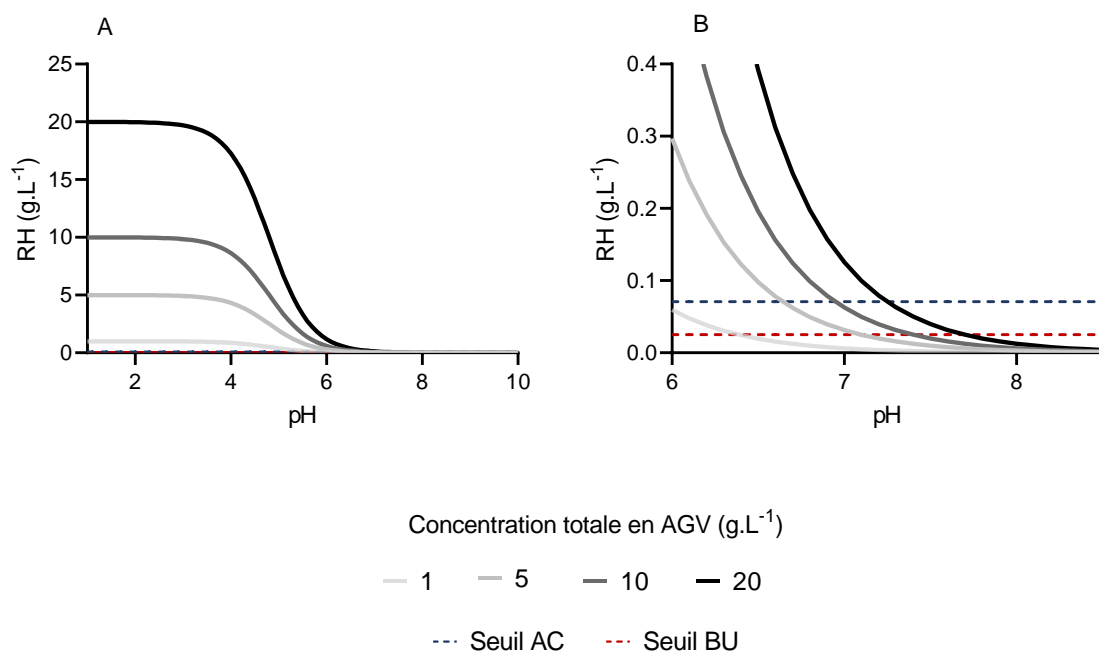 A
B
25
20
15
10
5
0
RH (g.L-1)
2
4
6
8
10
pH
0.4
0.3
0.2
0.1
0.0
RH (g.L-1)
6
7
8
pH
Concentration totale en AGV (g.L-1)
1 5 10 20
Seuil AC Seuil BU